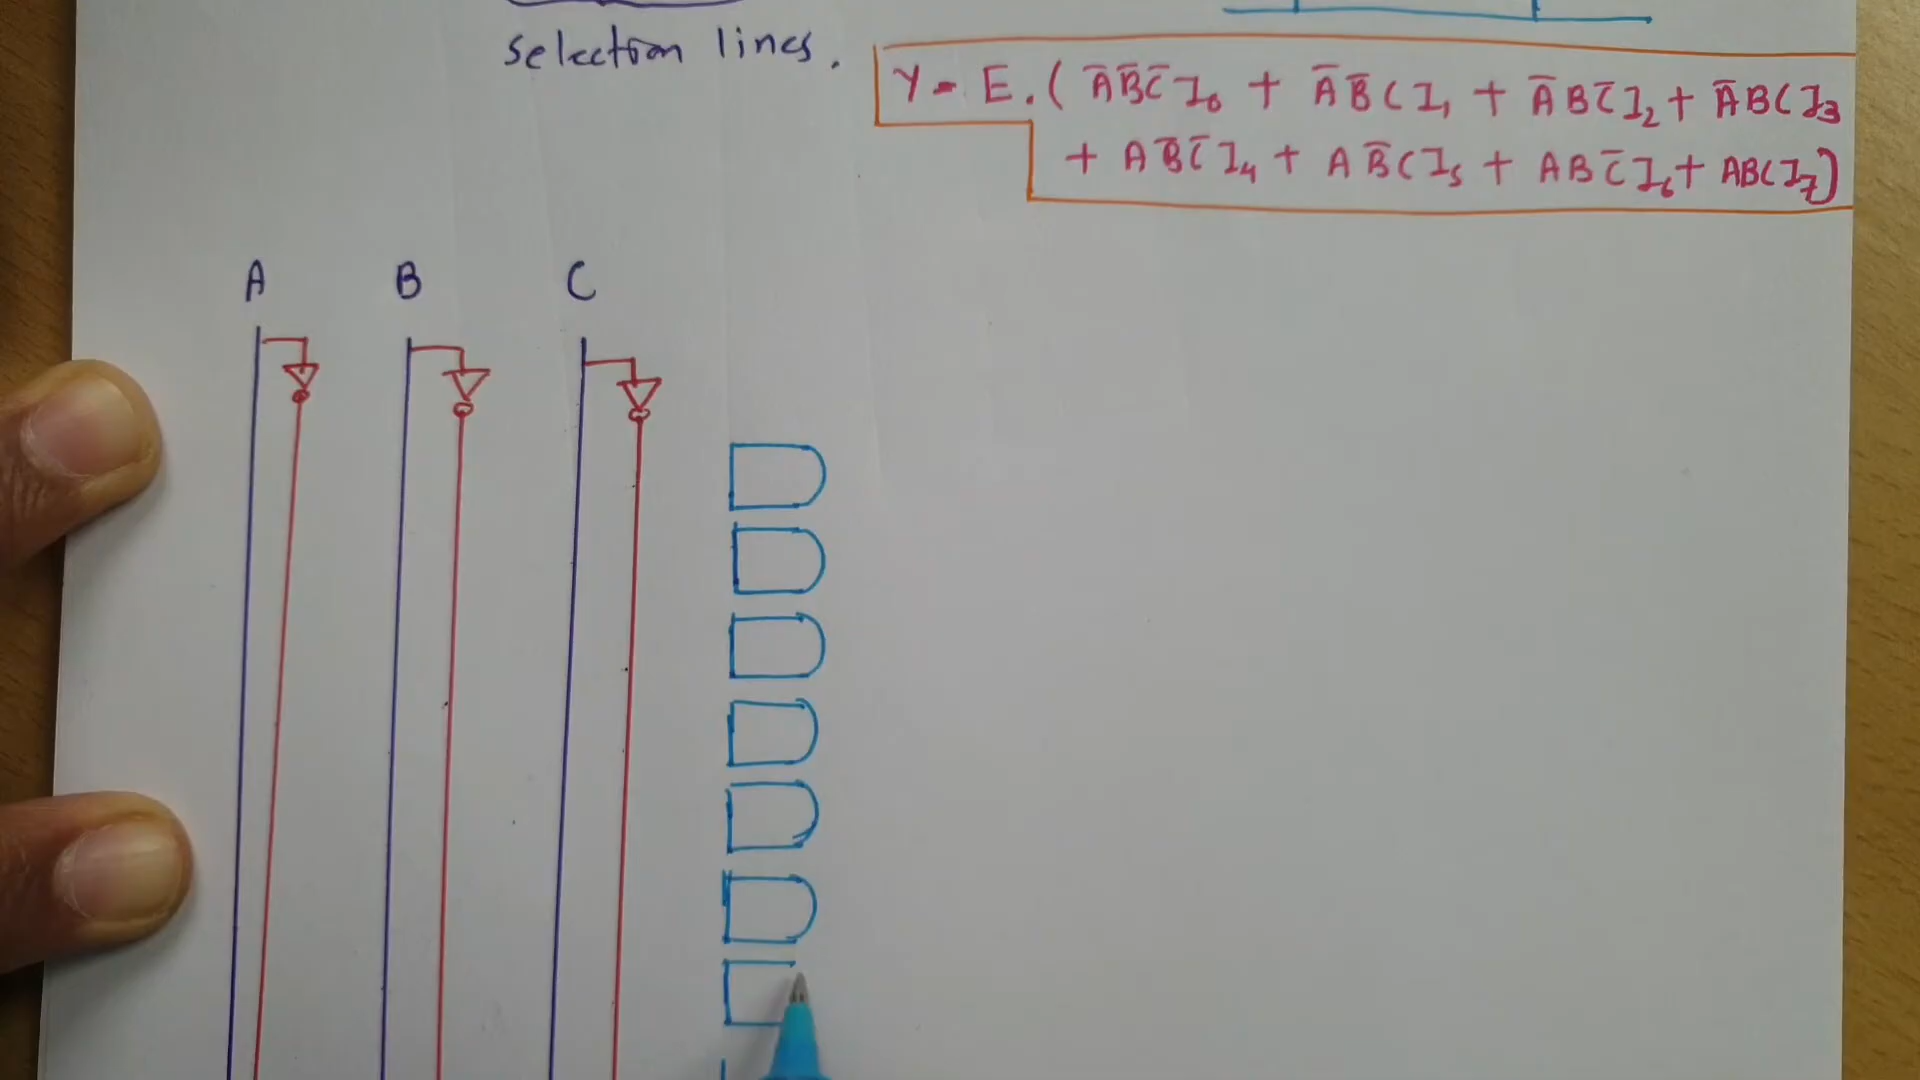 selection lines.
Y = E.( A̅B̅C̅I₀ + A̅B̅CI₁ + A̅BC̅I₂ + A̅BCI₃
+ AB̅C̅I₄ + AB̅CI₅ + ABC̅I₆ + ABCI₇)
A B C